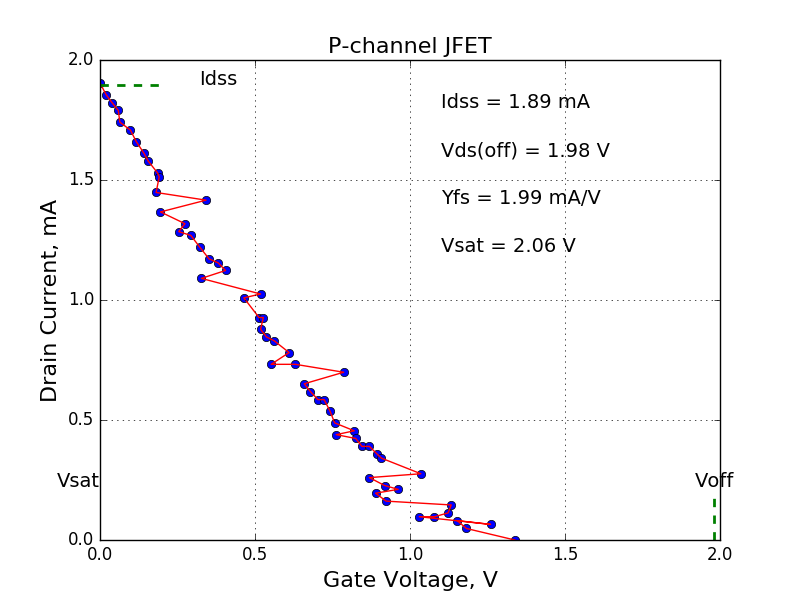 P-channel JFET
2.0
Idss
Idss = 1.89 mA
Vds(off) = 1.98 V
1.5
Yfs = 1.99 mA/V
Vsat = 2.06 V
1.0
Drain Current, mA
0.5
Vsat
Voff
0.0
0.0 0.5 1.0 1.5 2.0
Gate Voltage, V